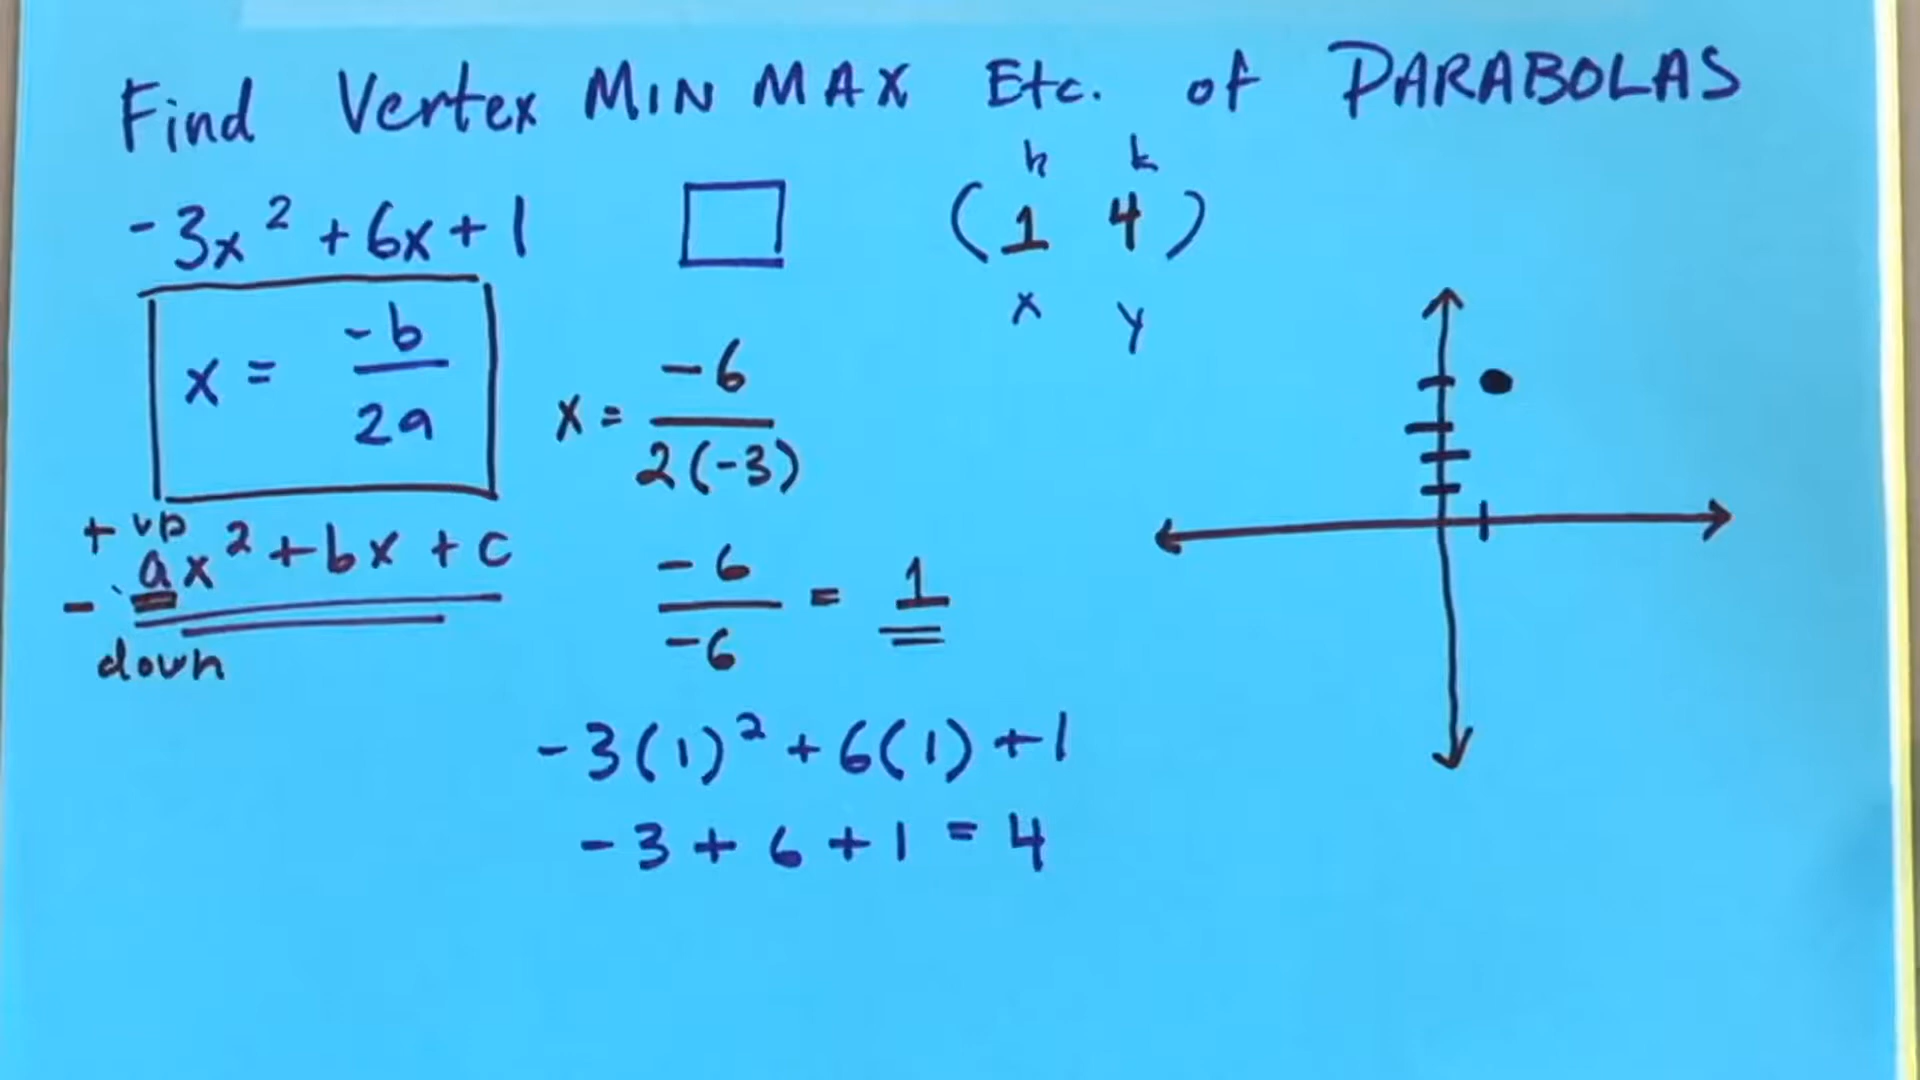 Find Vertex MIN MAX Etc. of PARABOLAS
h k
-3x² + 6x + 1
(1 4)
x y
x = -b/2a
x = -6/2(-3)
+ up
ax² + bx + c
-
down
-6/-6 = 1
-3(1)² + 6(1) + 1
-3 + 6 + 1 = 4